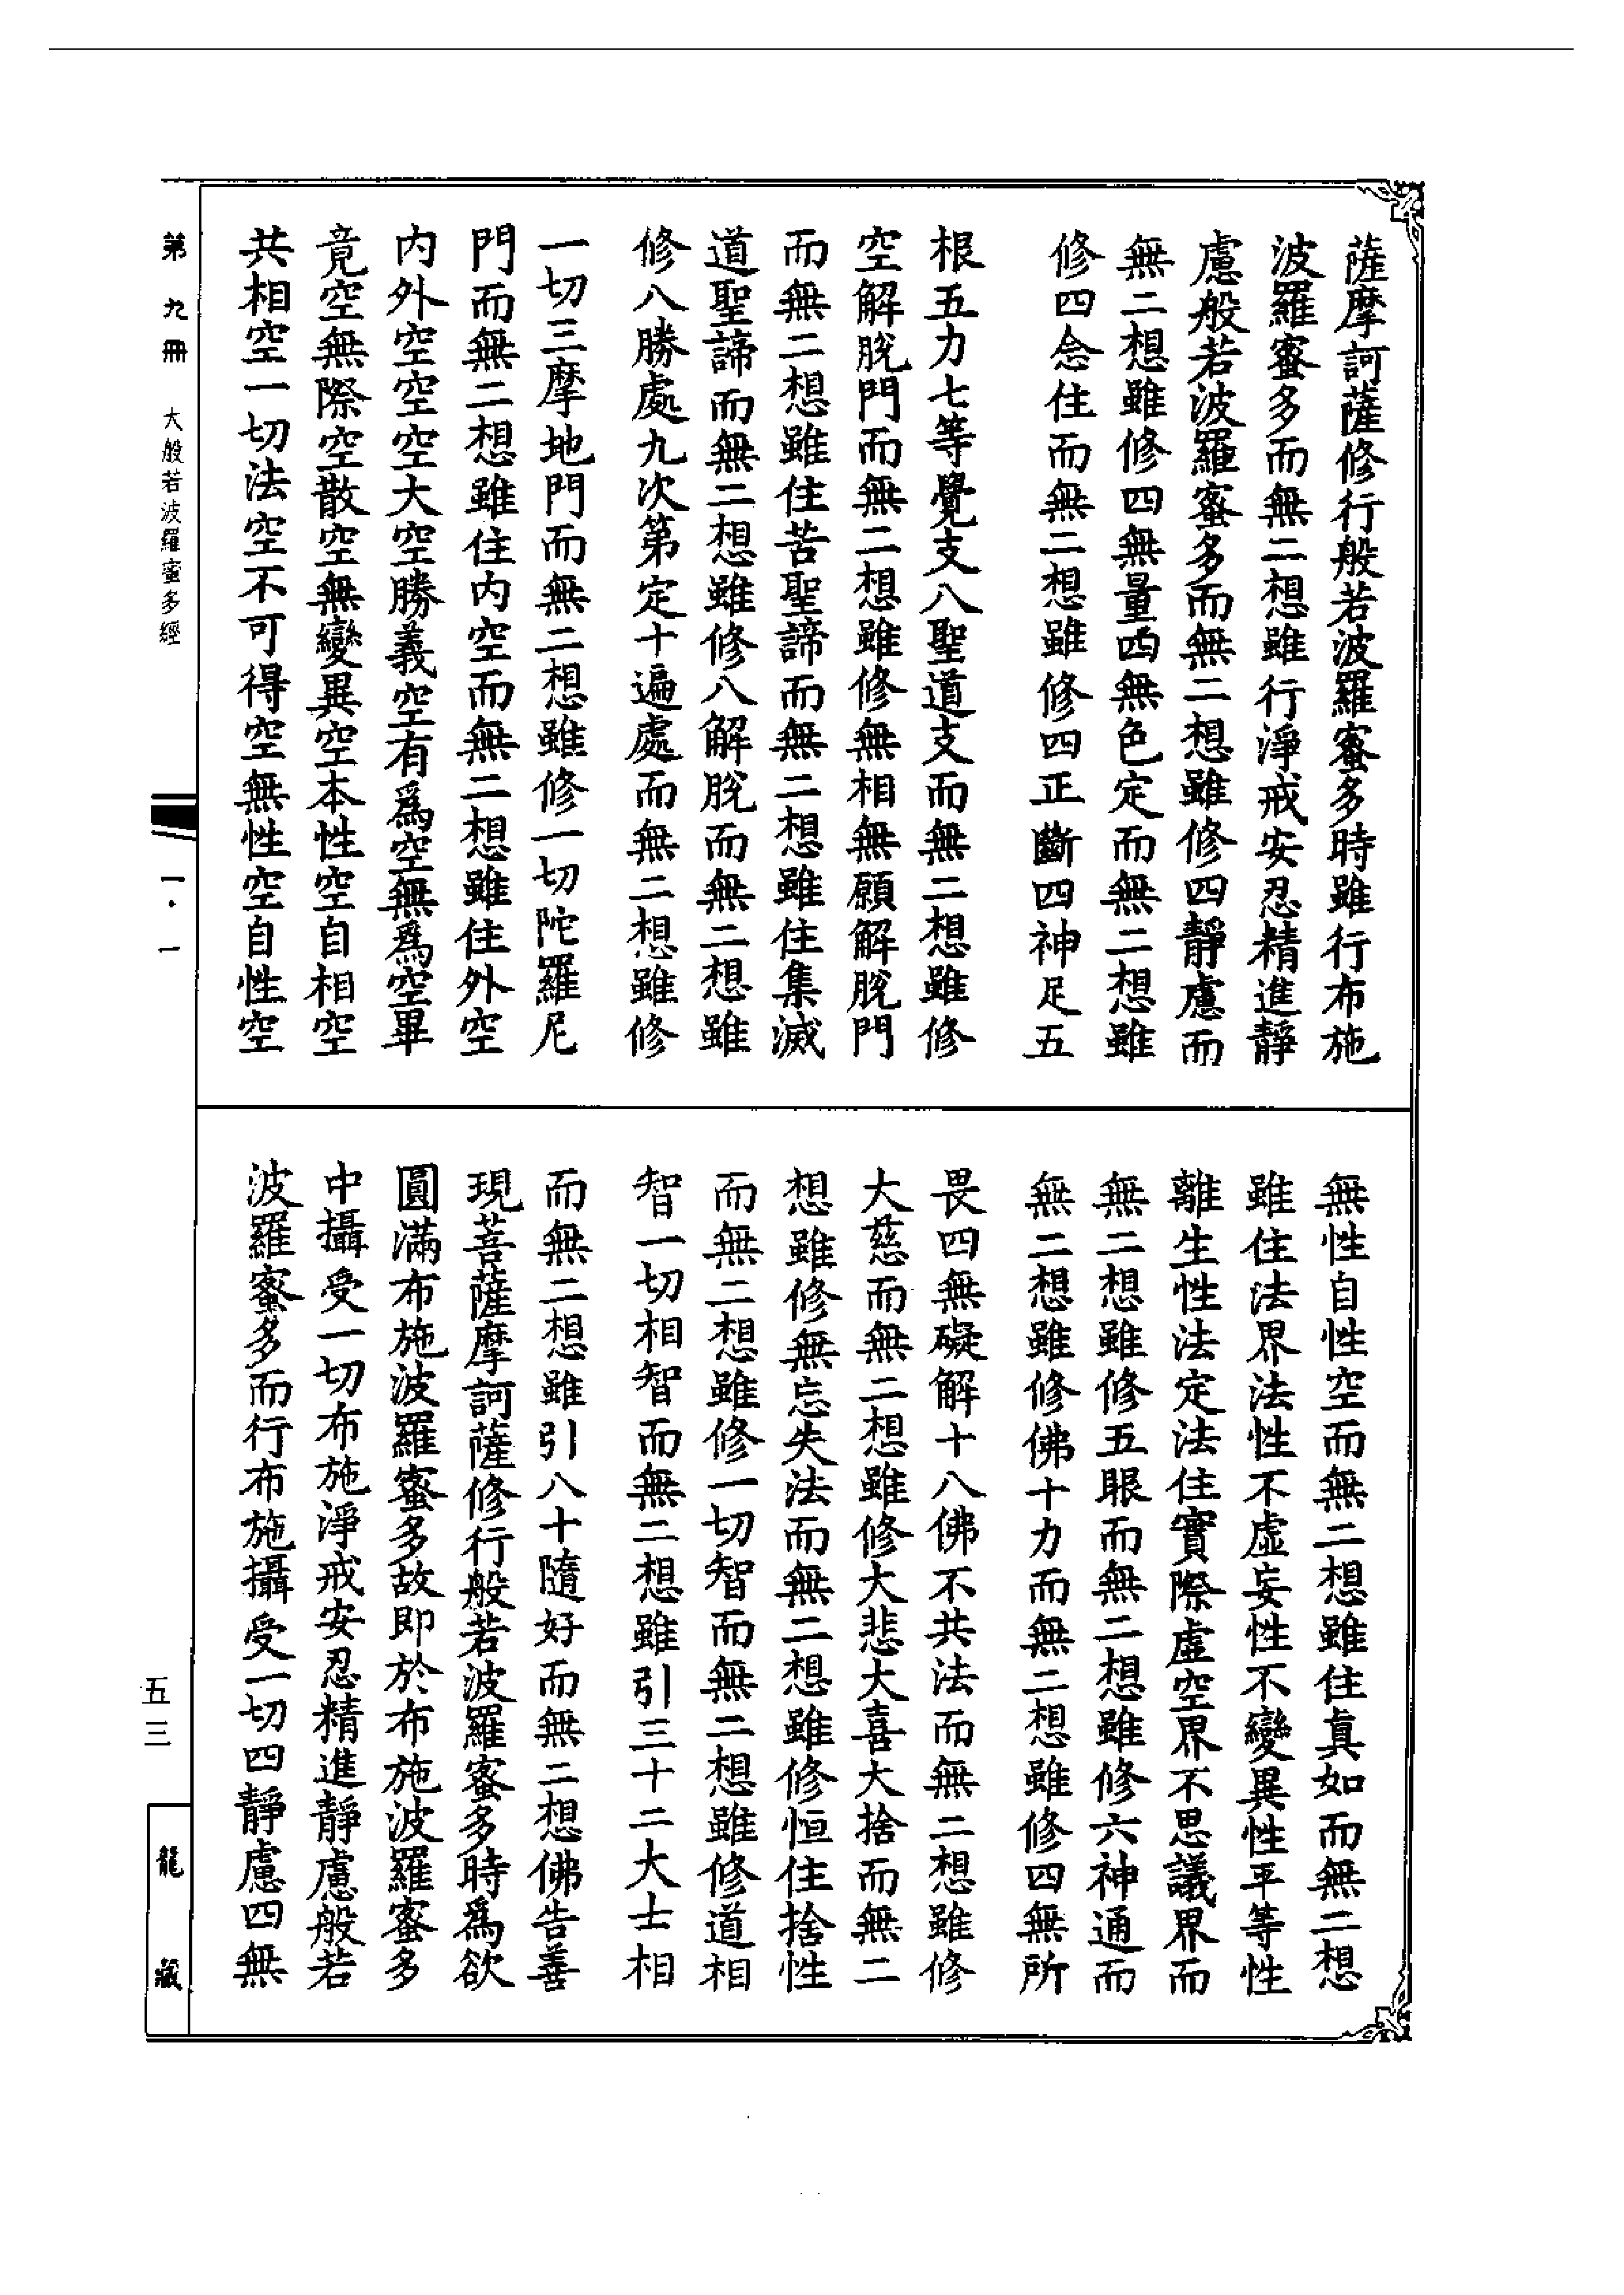 薩摩訶薩修行般若波羅蜜多時雖行布施
波羅蜜多而無二想雖行淨戒安忍精進靜
慮般若波羅蜜多而無二想雖修四靜慮而
無二想雖修四無量四無色定而無二想雖
修四念住而無二想雖修四正斷四神足五
根五力七等覺支八聖道支而無二想雖修
空解脫門而無二想雖修無相無願解脫門
而無二想雖住苦聖諦而無二想雖住集滅
道聖諦而無二想雖修八解脫而無二想雖
修八勝處九次第定十遍處而無二想雖修
一切三摩地門而無二想雖修一切陀羅尼
門而無二想雖住內空而無二想雖住外空
內外空空空大空勝義空有爲空無爲空畢
竟空無際空散空無變異空本性空自相空
共相空一切法空不可得空無性空自性空
無性自性空而無二想雖住真如而無二想
雖住法界法性不虛妄性不變異性平等性
離生性法定法住實際虛空界不思議界而
無二想雖修五眼而無二想雖修六神通而
無二想雖修佛十力而無二想雖修四無所
畏四無礙解十八佛不共法而無二想雖修
大慈而無二想雖修大悲大喜大捨而無二
想雖修無忘失法而無二想雖修恒住捨性
而無二想雖修一切智而無二想雖修道相
智一切相智而無二想雖引三十二大士相
而無二想雖引八十隨好而無二想佛告善
現菩薩摩訶薩修行般若波羅蜜多時爲欲
圓滿布施波羅蜜多故即於布施波羅蜜多
中攝受一切布施淨戒安忍精進靜慮般若
波羅蜜多而行布施攝受一切四靜慮四無
第九冊 大般若波羅蜜多經 一·一
五三
龍藏